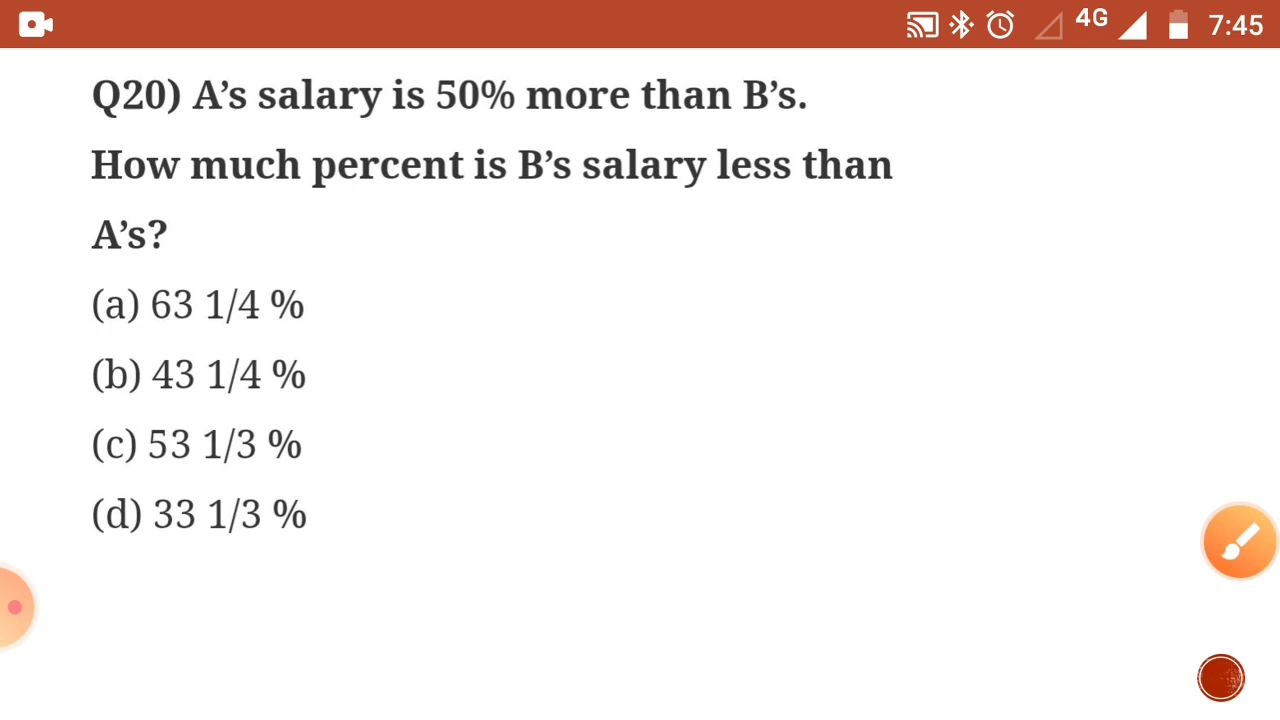 4G 7:45
Q20) A’s salary is 50% more than B’s.
How much percent is B’s salary less than
A’s?
(a) 63 1/4 %
(b) 43 1/4 %
(c) 53 1/3 %
(d) 33 1/3 %